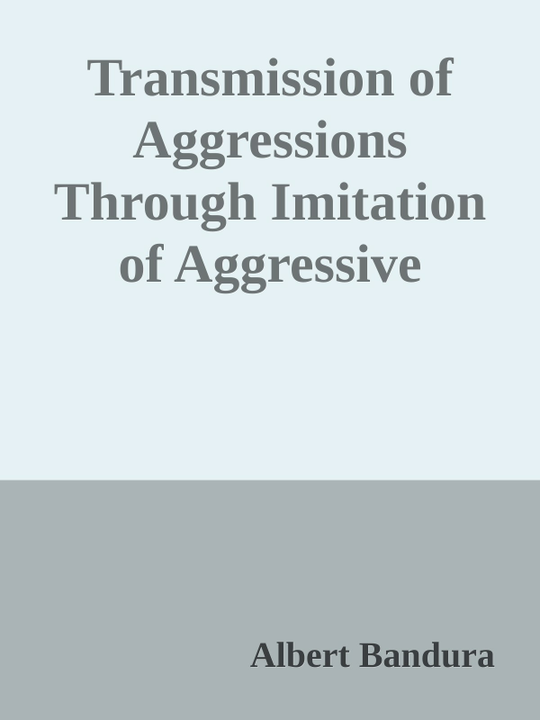 Transmission of
Aggressions
Through Imitation
of Aggressive
Albert Bandura